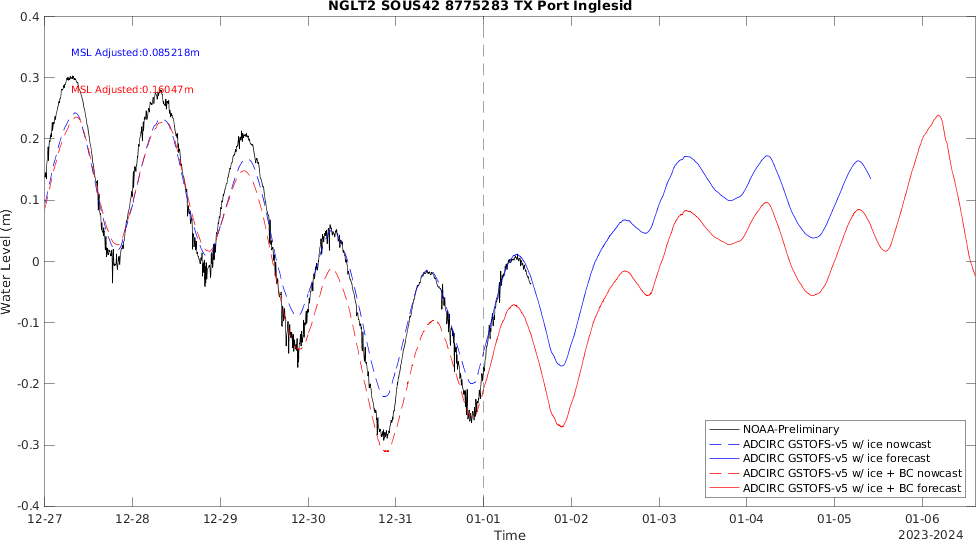 NGLT2 SOUS42 8775283 TX Port Inglesid
MSL Adjusted:0.085218m
MSL Adjusted:0.16047m
Water Level (m)
0.4
0.3
0.2
0.1
0
-0.1
-0.2
-0.3
-0.4
NOAA-Preliminary
ADCIRC GSTOFS-v5 w/ ice nowcast
ADCIRC GSTOFS-v5 w/ ice forecast
ADCIRC GSTOFS-v5 w/ ice + BC nowcast
ADCIRC GSTOFS-v5 w/ ice + BC forecast
12-27 12-28 12-29 12-30 12-31 01-01 01-02 01-03 01-04 01-05 01-06
Time
2023-2024